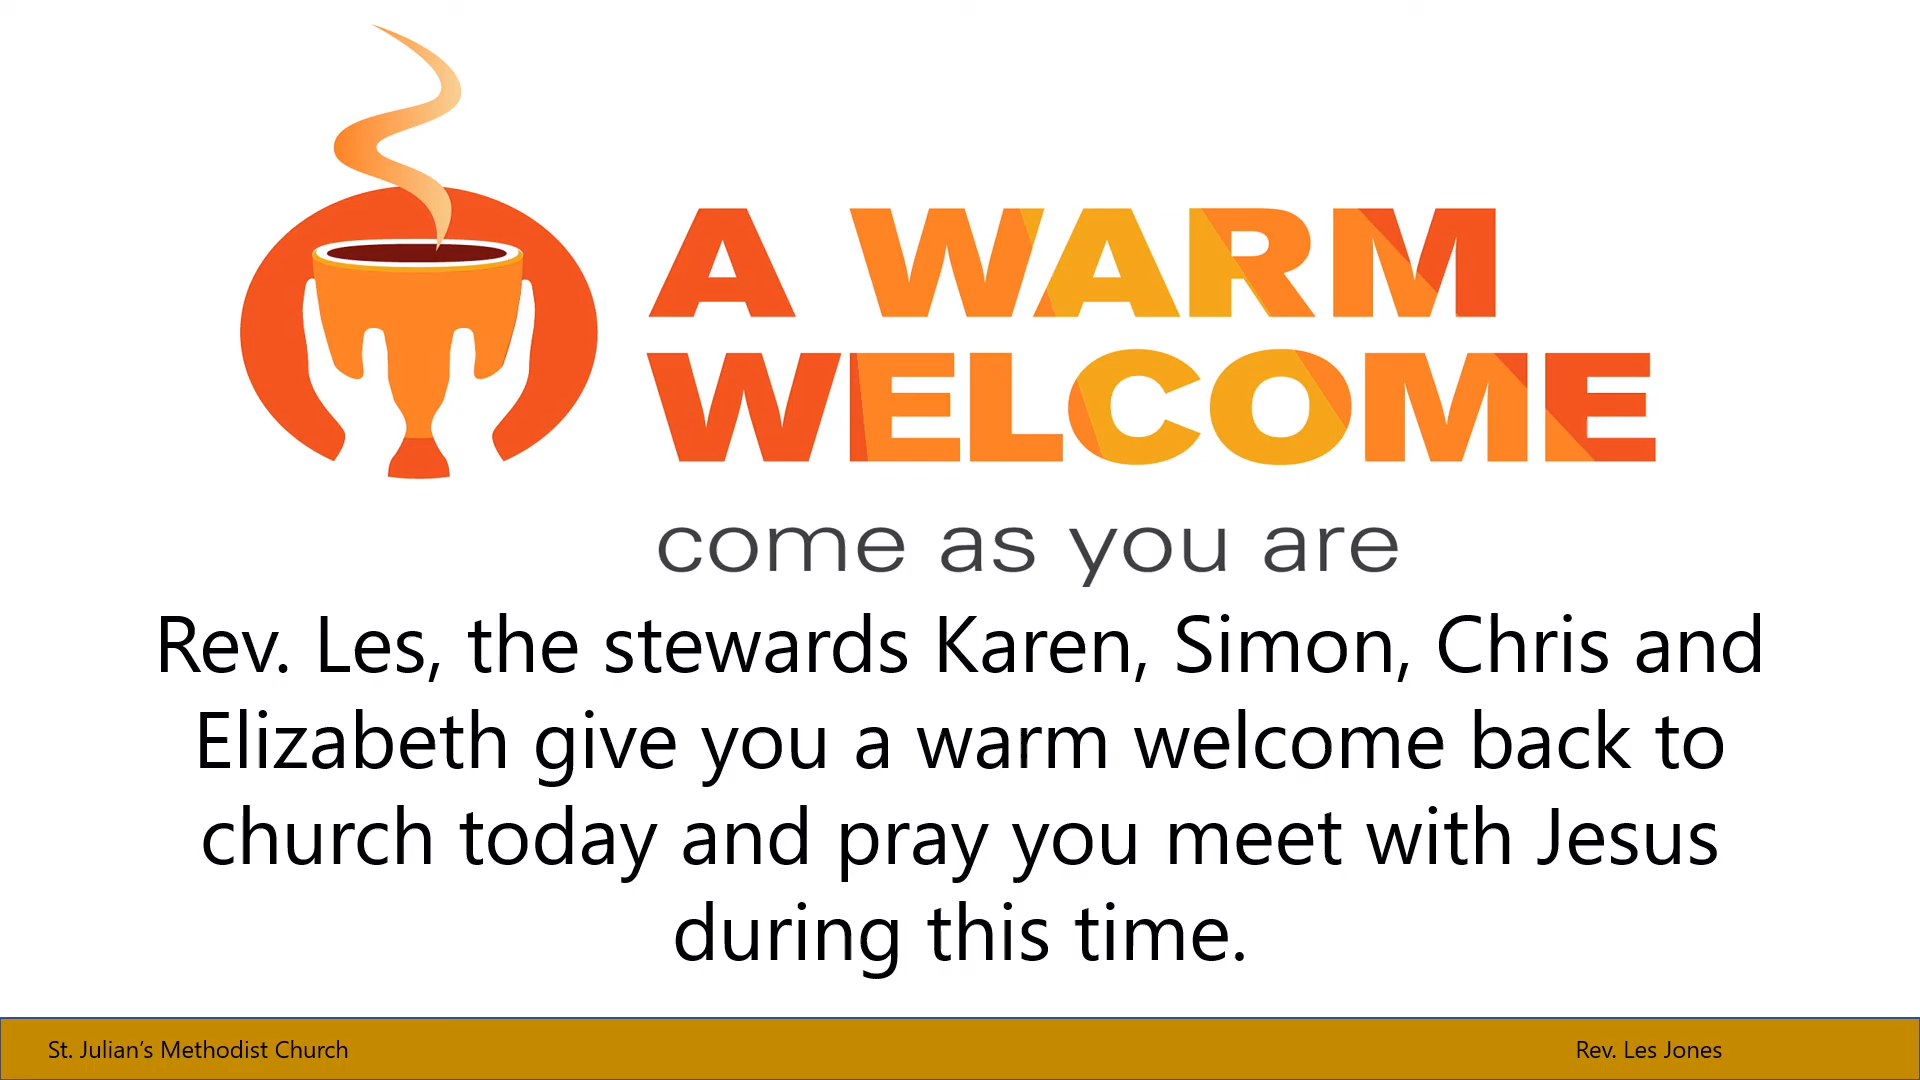 A WARM
WELCOME
come as you are
Rev. Les, the stewards Karen, Simon, Chris and
Elizabeth give you a warm welcome back to
church today and pray you meet with Jesus
during this time.
St. Julian’s Methodist Church
Rev. Les Jones